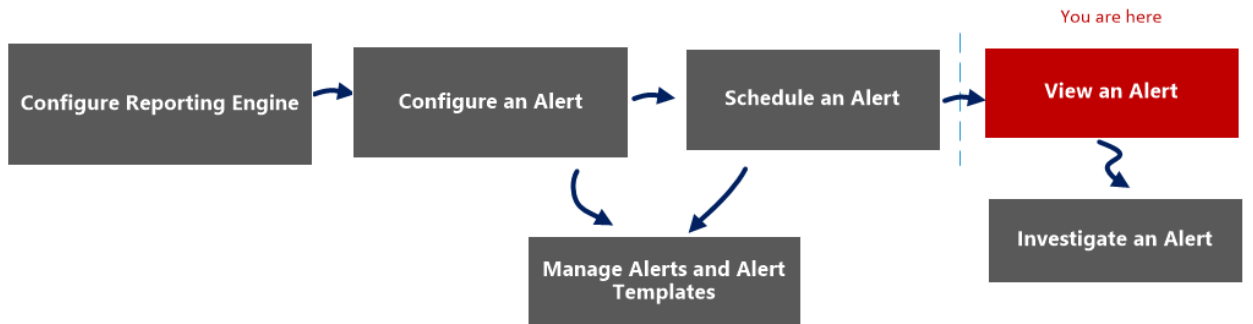 You are here
Configure Reporting Engine
Configure an Alert
Schedule an Alert
View an Alert
Manage Alerts and Alert
Templates
Investigate an Alert